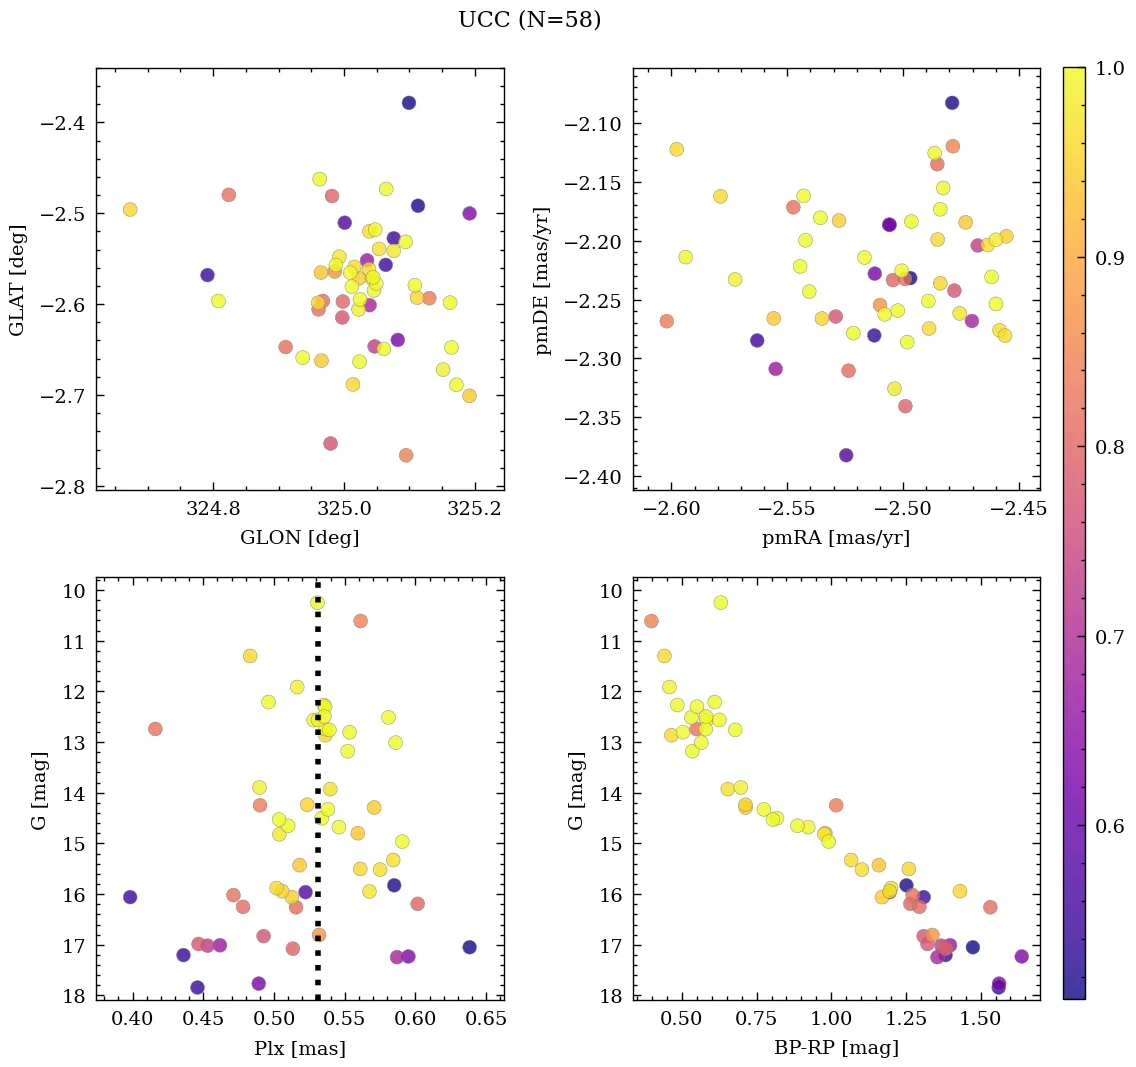 UCC (N=58)
−2.4
−2.5
−2.6
−2.7
−2.8
GLAT [deg]
324.8 325.0 325.2
GLON [deg]
−2.10
−2.15
−2.20
−2.25
−2.30
−2.35
−2.40
pmDE [mas/yr]
−2.60 −2.55 −2.50 −2.45
pmRA [mas/yr]
1.0
0.9
0.8
0.7
0.6
10
11
12
13
14
15
16
17
18
G [mag]
0.40 0.45 0.50 0.55 0.60 0.65
Plx [mas]
10
11
12
13
14
15
16
17
18
G [mag]
0.50 0.75 1.00 1.25 1.50
BP-RP [mag]